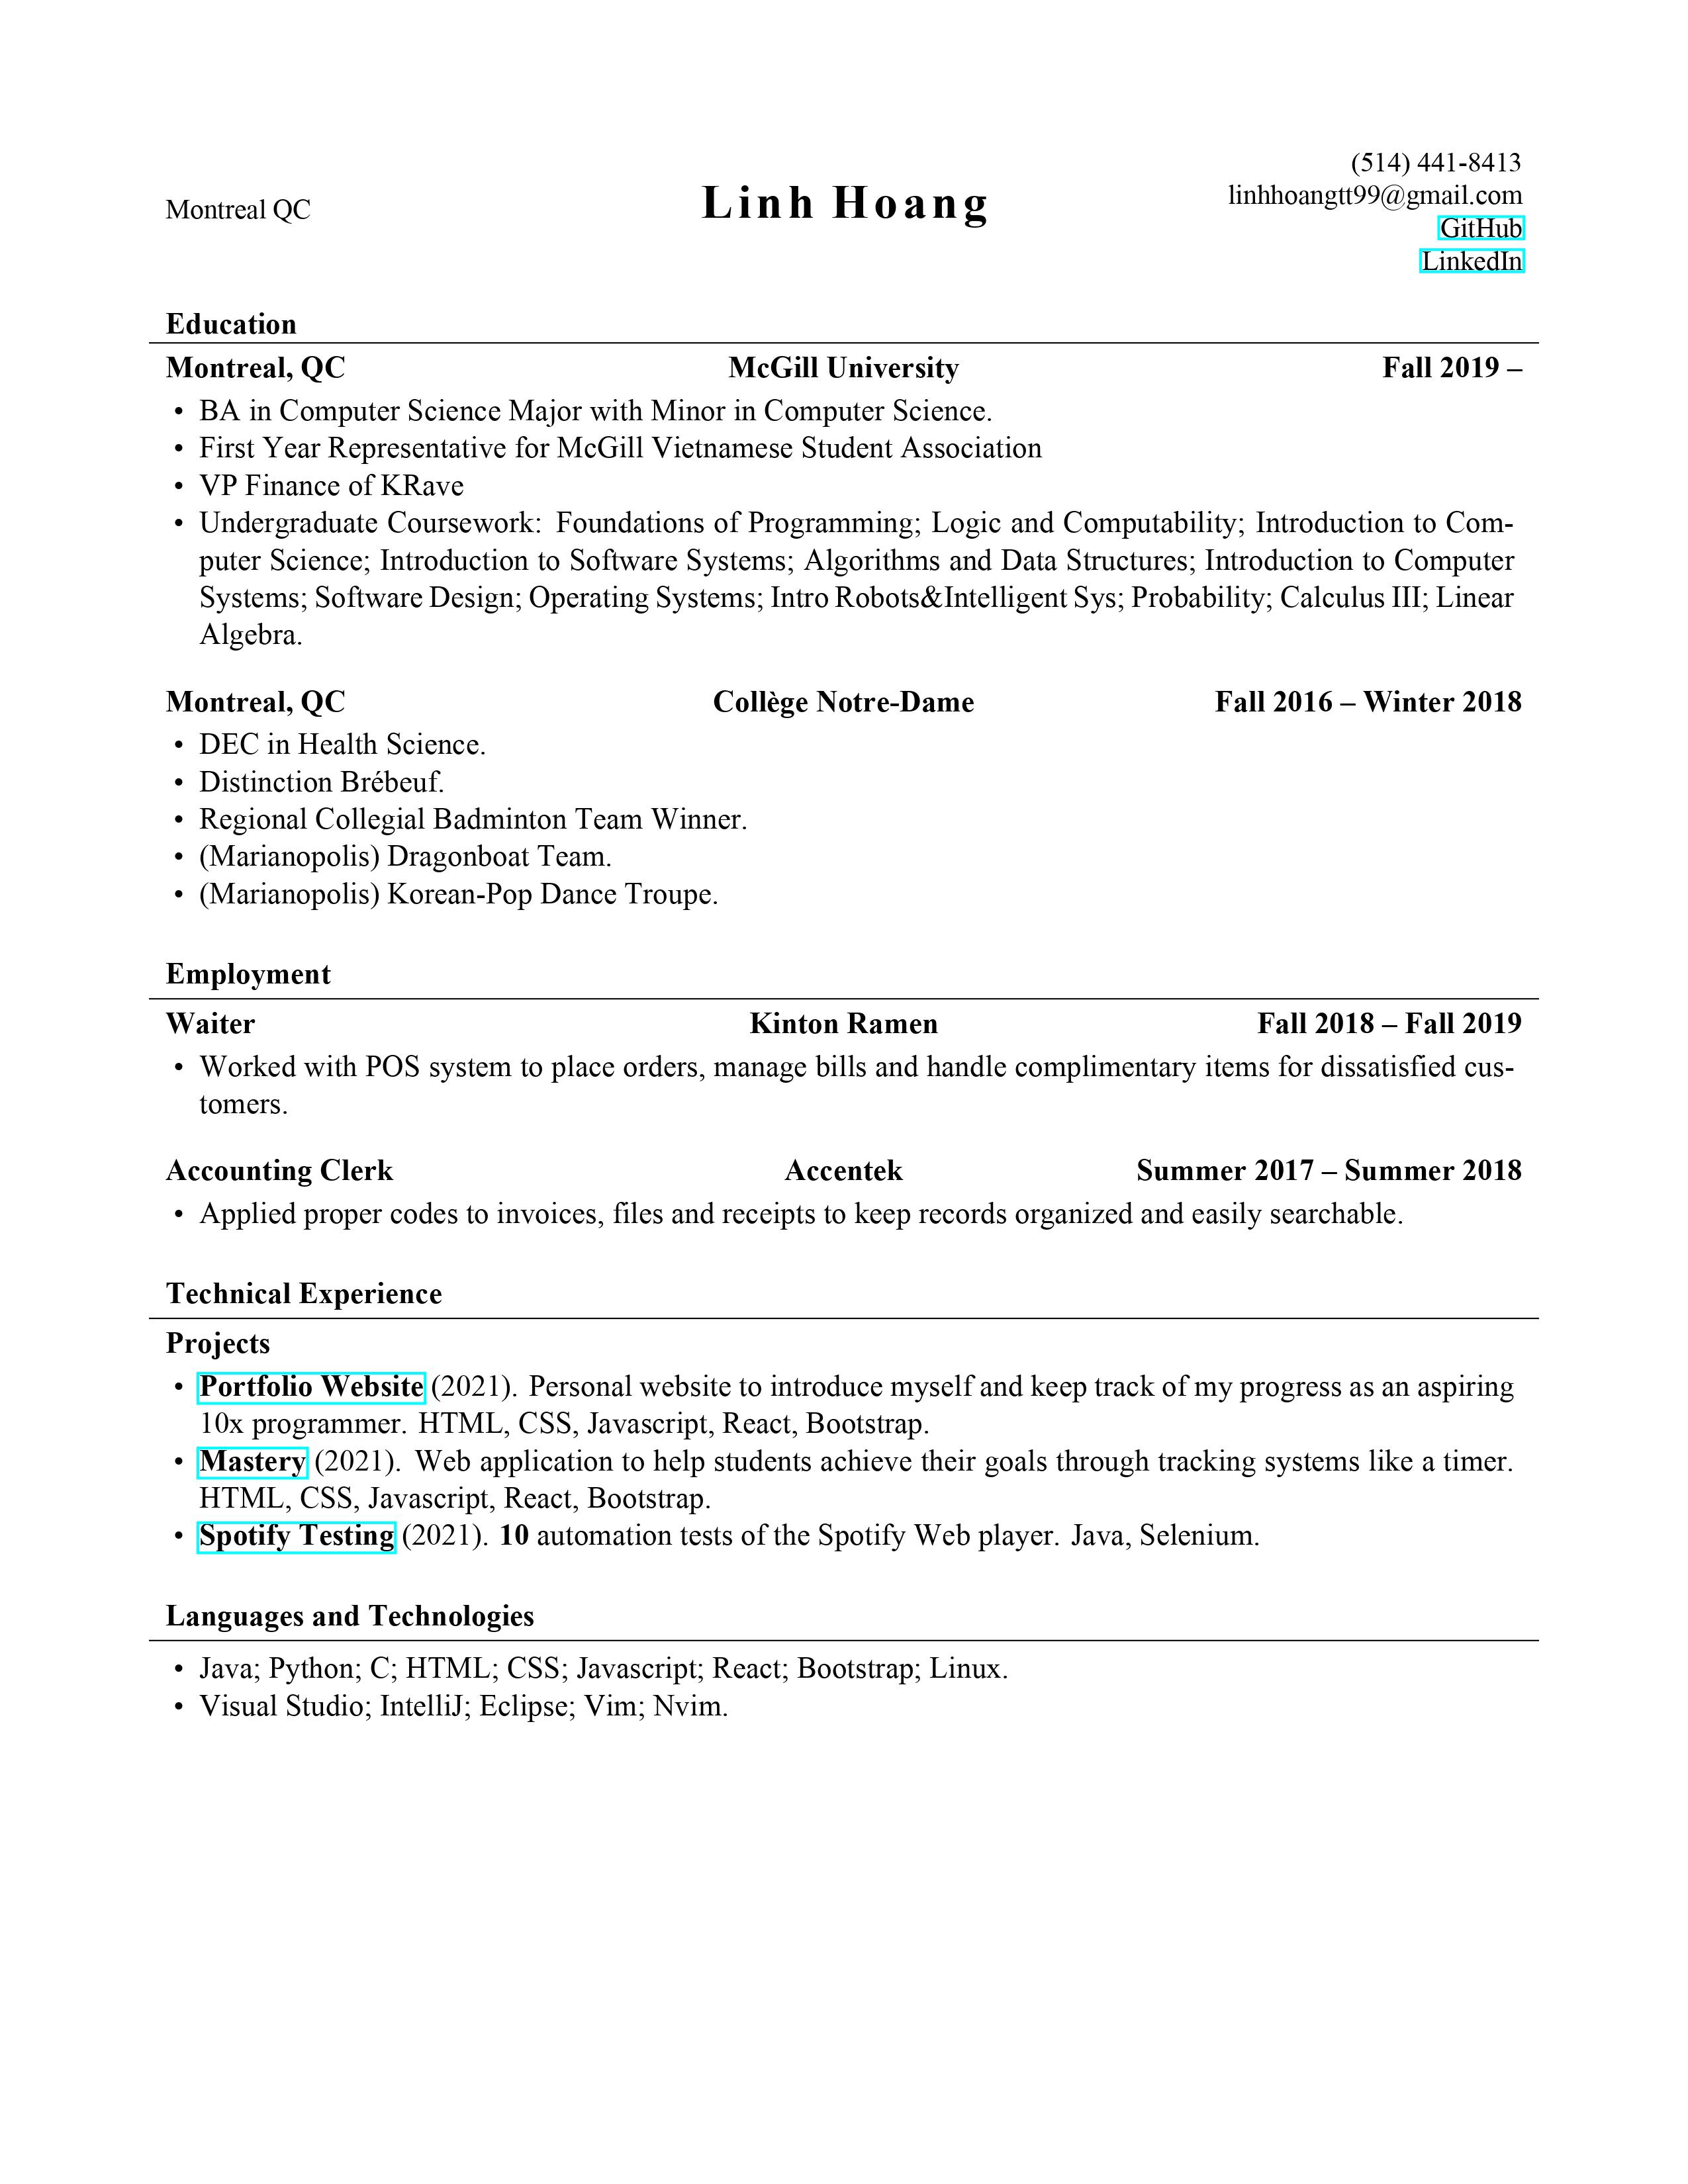 Montreal QC
Linh Hoang
(514) 441-8413
linhhoangtt99@gmail.com
GitHub
LinkedIn
Education
Montreal, QC McGill University Fall 2019 –
• BA in Computer Science Major with Minor in Computer Science.
• First Year Representative for McGill Vietnamese Student Association
• VP Finance of KRave
• Undergraduate Coursework: Foundations of Programming; Logic and Computability; Introduction to Com-
puter Science; Introduction to Software Systems; Algorithms and Data Structures; Introduction to Computer
Systems; Software Design; Operating Systems; Intro Robots&Intelligent Sys; Probability; Calculus III; Linear
Algebra.
Montreal, QC Collège Notre-Dame Fall 2016 – Winter 2018
• DEC in Health Science.
• Distinction Brébeuf.
• Regional Collegial Badminton Team Winner.
• (Marianopolis) Dragonboat Team.
• (Marianopolis) Korean-Pop Dance Troupe.
Employment
Waiter Kinton Ramen Fall 2018 – Fall 2019
• Worked with POS system to place orders, manage bills and handle complimentary items for dissatisfied cus-
tomers.
Accounting Clerk Accentek Summer 2017 – Summer 2018
• Applied proper codes to invoices, files and receipts to keep records organized and easily searchable.
Technical Experience
Projects
• Portfolio Website (2021). Personal website to introduce myself and keep track of my progress as an aspiring
10x programmer. HTML, CSS, Javascript, React, Bootstrap.
• Mastery (2021). Web application to help students achieve their goals through tracking systems like a timer.
HTML, CSS, Javascript, React, Bootstrap.
• Spotify Testing (2021). 10 automation tests of the Spotify Web player. Java, Selenium.
Languages and Technologies
• Java; Python; C; HTML; CSS; Javascript; React; Bootstrap; Linux.
• Visual Studio; IntelliJ; Eclipse; Vim; Nvim.